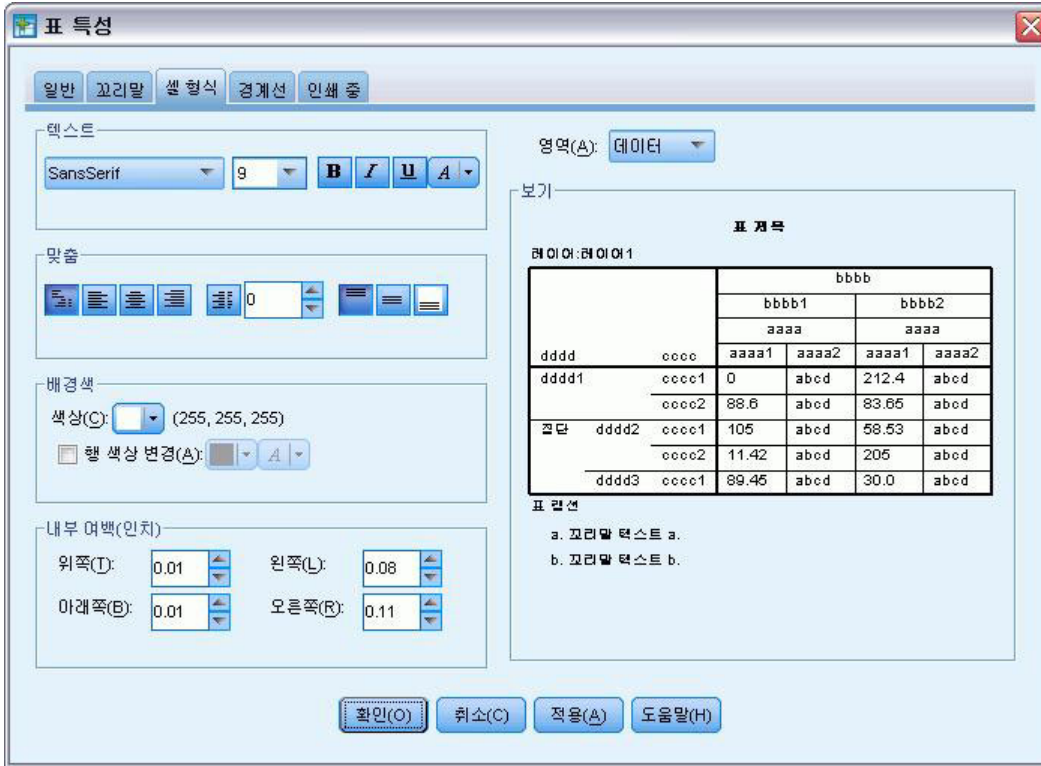 표 특성
일반 꼬리말 셀 형식 경계선 인쇄 중
텍스트
SansSerif 9 B I U A
맞춤
0
배경색
색상(C): (255, 255, 255)
행 색상 변경(A): A
내부 여백(인치)
위쪽(T): 0.01 왼쪽(L): 0.08
아래쪽(B): 0.01 오른쪽(R): 0.11
영역(A): 데이터
보기
표 제목
레이어:레이어1
bbbb
bbbb1 bbbb2
aaaa aaaa
dddd cccc aaaa1 aaaa2 aaaa1 aaaa2
dddd1 cccc1 0 abcd 212.4 abcd
cccc2 88.6 abcd 83.65 abcd
집단 dddd2 cccc1 105 abcd 58.53 abcd
cccc2 11.42 abcd 205 abcd
dddd3 cccc1 89.45 abcd 30.0 abcd
표 캡션
a. 꼬리말 텍스트 a.
b. 꼬리말 텍스트 b.
확인(O) 취소(C) 적용(A) 도움말(H)